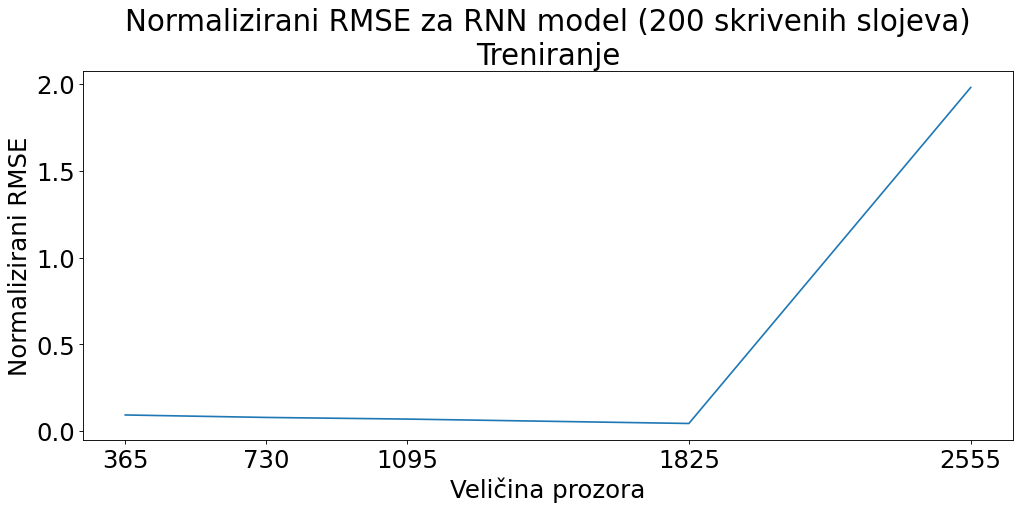 Normalizirani RMSE za RNN model (200 skrivenih slojeva)
Treniranje
Normalizirani RMSE
2.0
1.5
1.0
0.5
0.0
365 730 1095 1825 2555
Veličina prozora